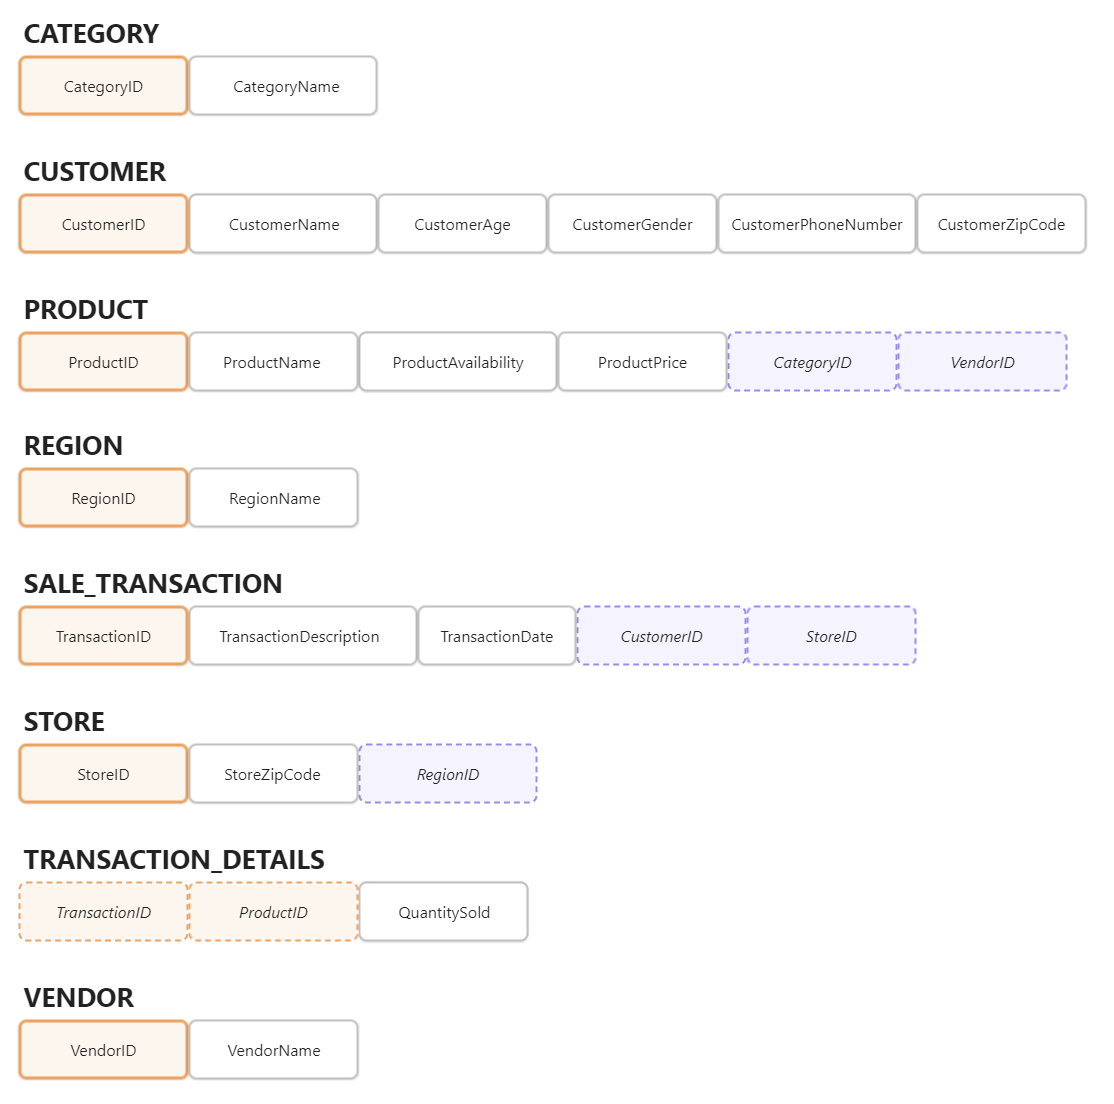 CATEGORY
CategoryID CategoryName
CUSTOMER
CustomerID CustomerName CustomerAge CustomerGender CustomerPhoneNumber CustomerZipCode
PRODUCT
ProductID ProductName ProductAvailability ProductPrice CategoryID VendorID
REGION
RegionID RegionName
SALE_TRANSACTION
TransactionID TransactionDescription TransactionDate CustomerID StoreID
STORE
StoreID StoreZipCode RegionID
TRANSACTION_DETAILS
TransactionID ProductID QuantitySold
VENDOR
VendorID VendorName